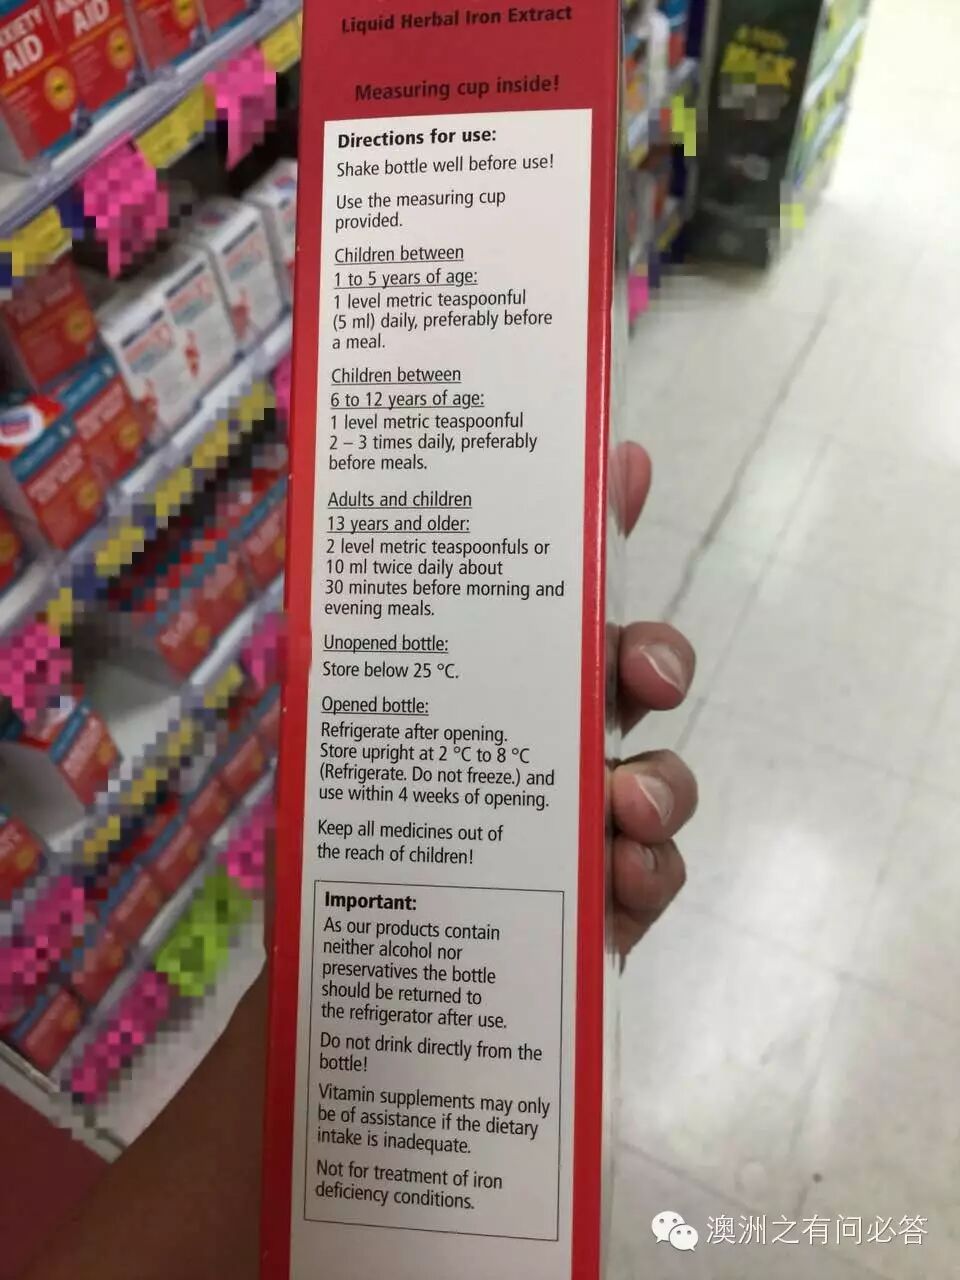 Liquid Herbal Iron Extract
Measuring cup inside!
Directions for use:
Shake bottle well before use!
Use the measuring cup
provided.
Children between
1 to 5 years of age:
1 level metric teaspoonful
(5 ml) daily, preferably before
a meal.
Children between
6 to 12 years of age:
1 level metric teaspoonful
2 – 3 times daily, preferably
before meals.
Adults and children
13 years and older:
2 level metric teaspoonfuls or
10 ml twice daily about
30 minutes before morning and
evening meals.
Unopened bottle:
Store below 25 °C.
Opened bottle:
Refrigerate after opening.
Store upright at 2 °C to 8 °C
(Refrigerate. Do not freeze.) and
use within 4 weeks of opening.
Keep all medicines out of
the reach of children!
Important:
As our products contain
neither alcohol nor
preservatives the bottle
should be returned to
the refrigerator after use.
Do not drink directly from the
bottle!
Vitamin supplements may only
be of assistance if the dietary
intake is inadequate.
Not for treatment of iron
deficiency conditions.
AID
AID
澳洲之有问必答